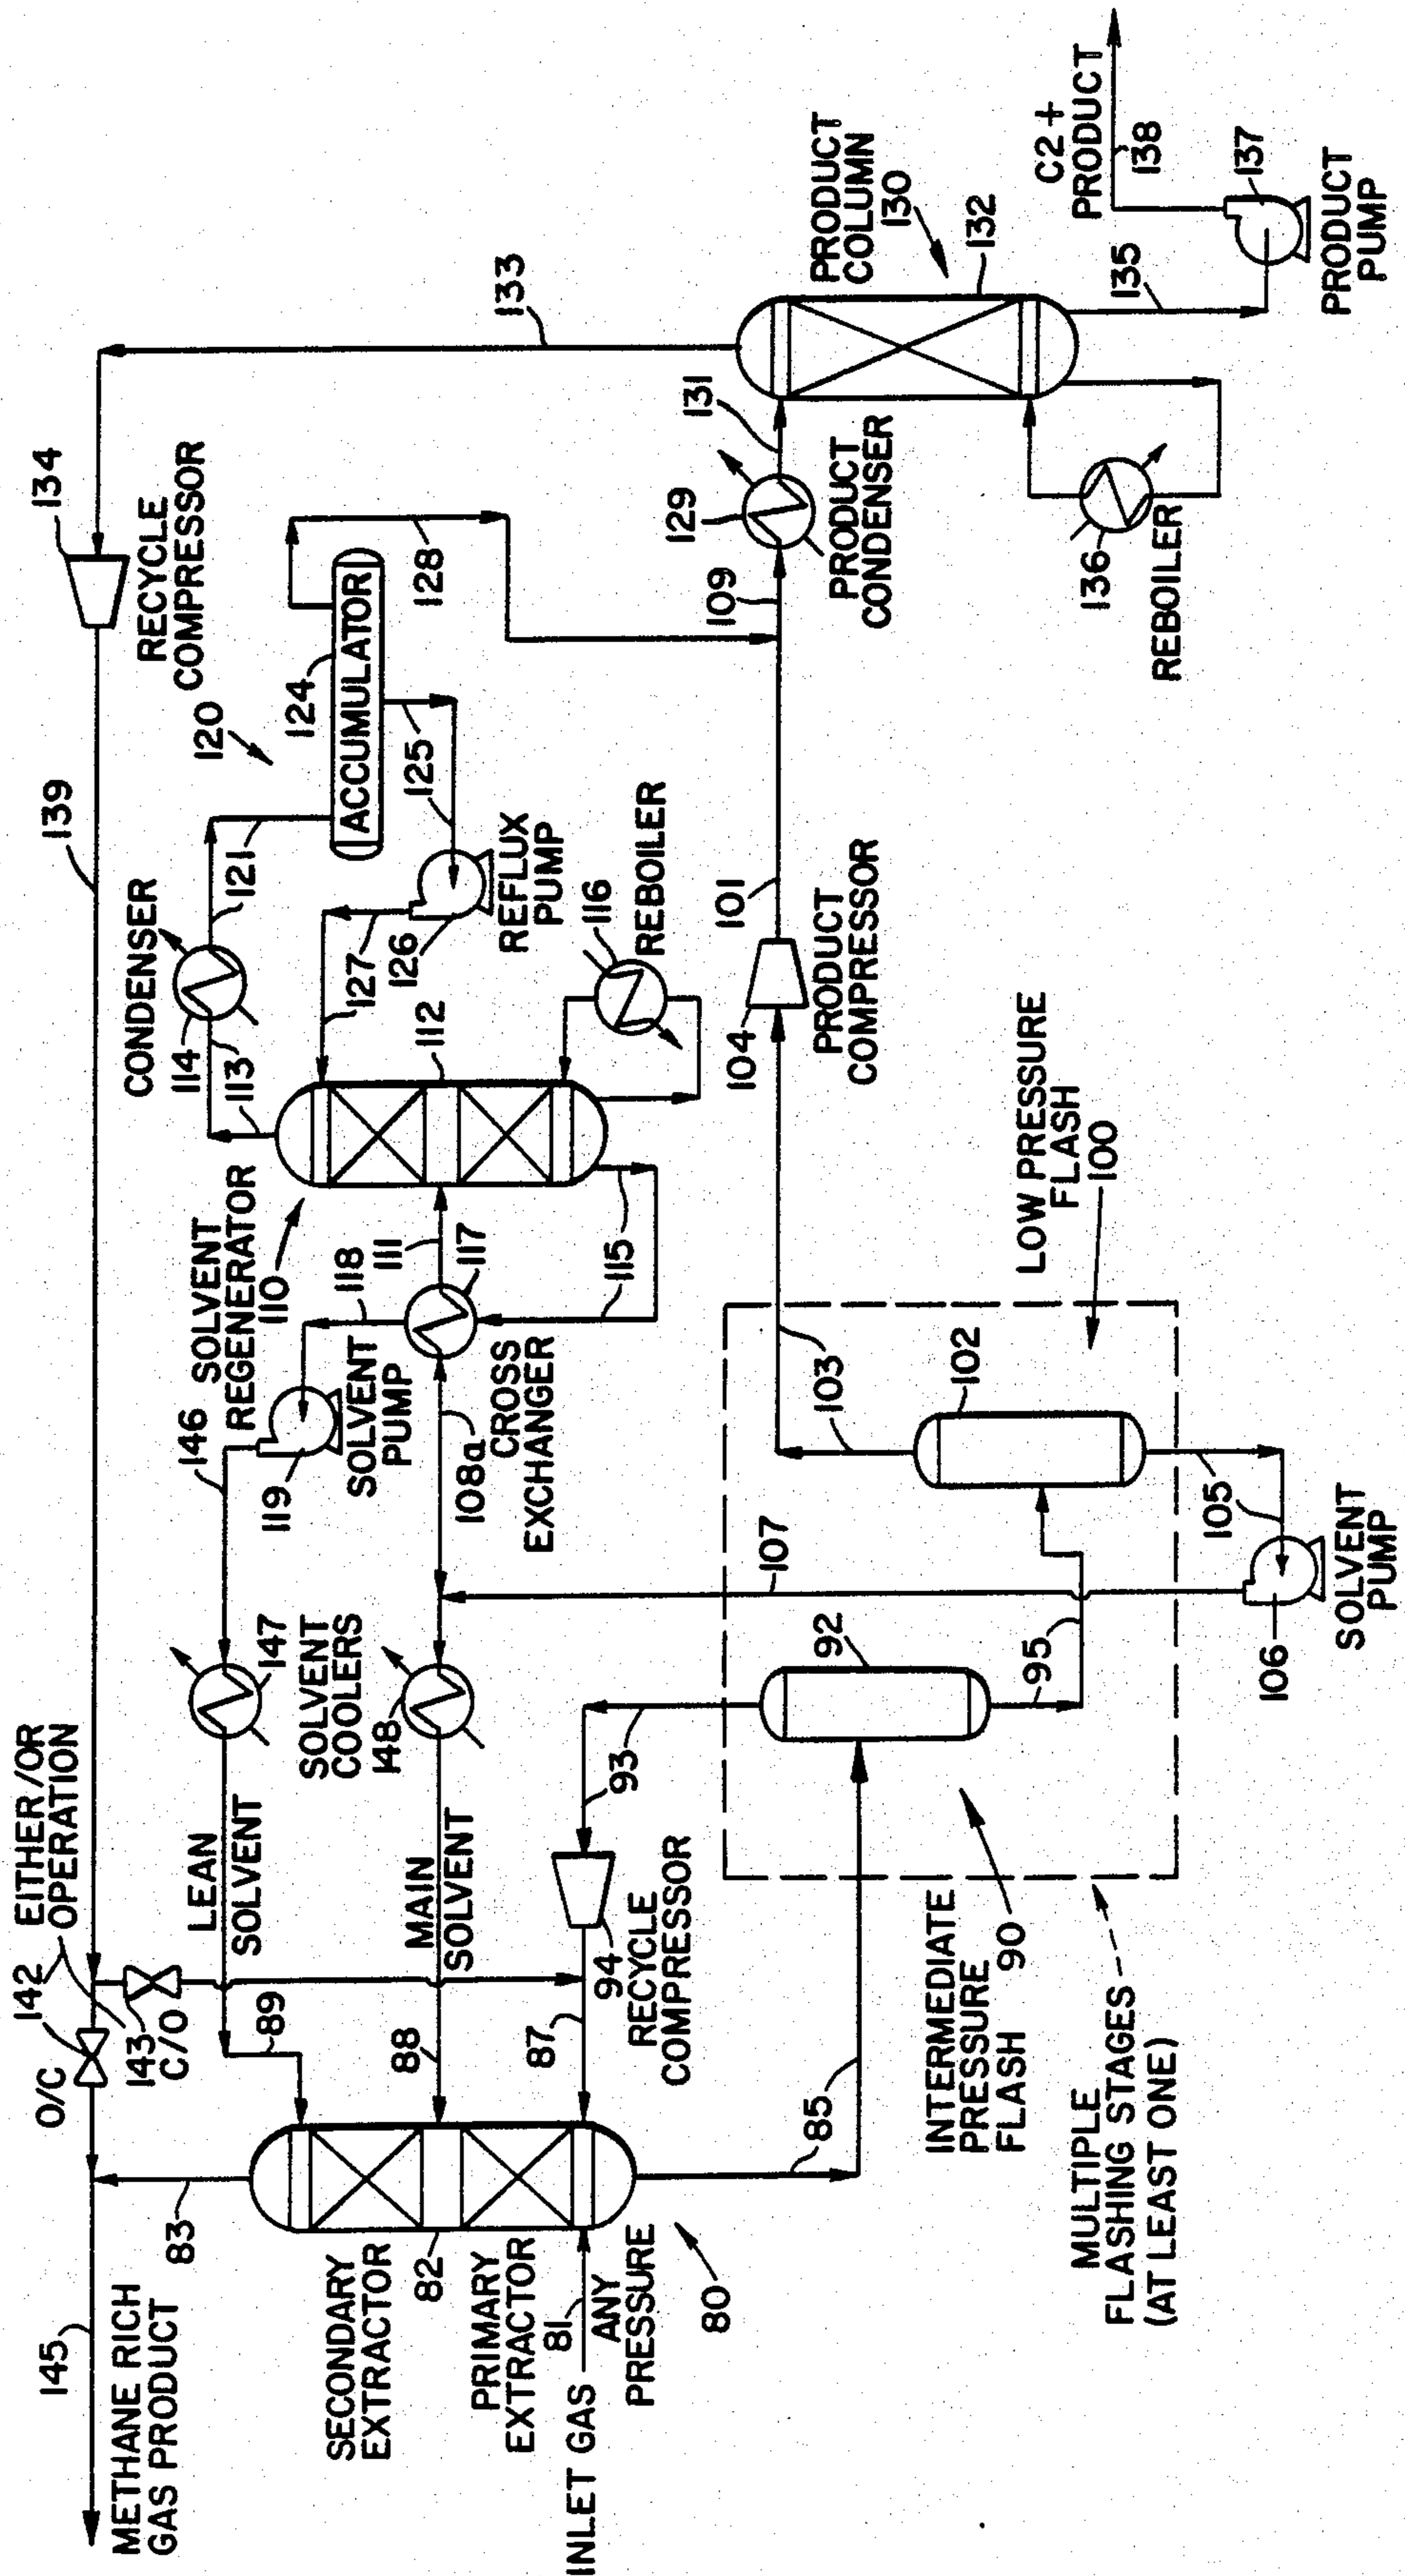 145
METHANE RICH
GAS PRODUCT
83
O/C
142
EITHER/OR
OPERATION
143
C/O
139
134
RECYCLE
COMPRESSOR
133
SECONDARY
EXTRACTOR
82
PRIMARY
EXTRACTOR
81
INLET GAS
ANY
PRESSURE
80
89
LEAN
SOLVENT
147
SOLVENT
COOLERS
148
88
MAIN
SOLVENT
87
94
RECYCLE
COMPRESSOR
93
85
146
SOLVENT
REGENERATOR
110
119
SOLVENT
PUMP
118
111
117
108a
CROSS
EXCHANGER
115
107
CONDENSER
114
113
121
120
124
ACCUMULATOR
128
125
127
126
REFLUX
PUMP
112
116
REBOILER
INTERMEDIATE
PRESSURE
FLASH
90
92
95
MULTIPLE
FLASHING STAGES
(AT LEAST ONE)
LOW PRESSURE
FLASH
100
102
103
105
106
SOLVENT
PUMP
104
PRODUCT
COMPRESSOR
101
109
129
PRODUCT
CONDENSER
131
PRODUCT
COLUMN
130
132
136
REBOILER
135
137
PRODUCT
PUMP
C2+
PRODUCT
138